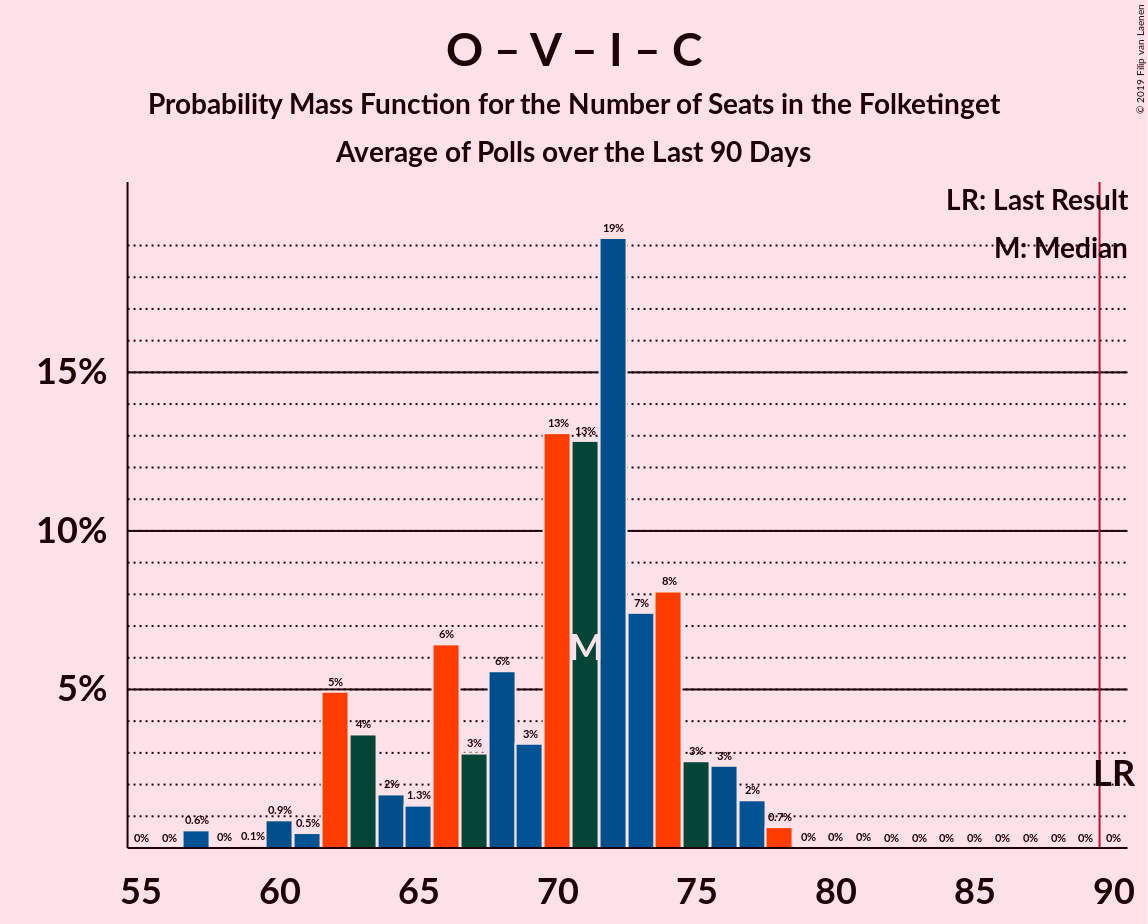 O – V – I – C
Probability Mass Function for the Number of Seats in the Folketinget
Average of Polls over the Last 90 Days
© 2019 Filip van Laenen
LR: Last Result
M: Median
15%
10%
5%
0% 0% 0.6% 0% 0.1% 0.9% 0.5% 5% 4% 2% 1.3% 6% 3% 6% 3% 13% 13% 19% 7% 8% 3% 3% 2% 0.7% 0% 0% 0% 0% 0% 0% 0% 0% 0% 0% 0% 0%
M
LR
55 60 65 70 75 80 85 90